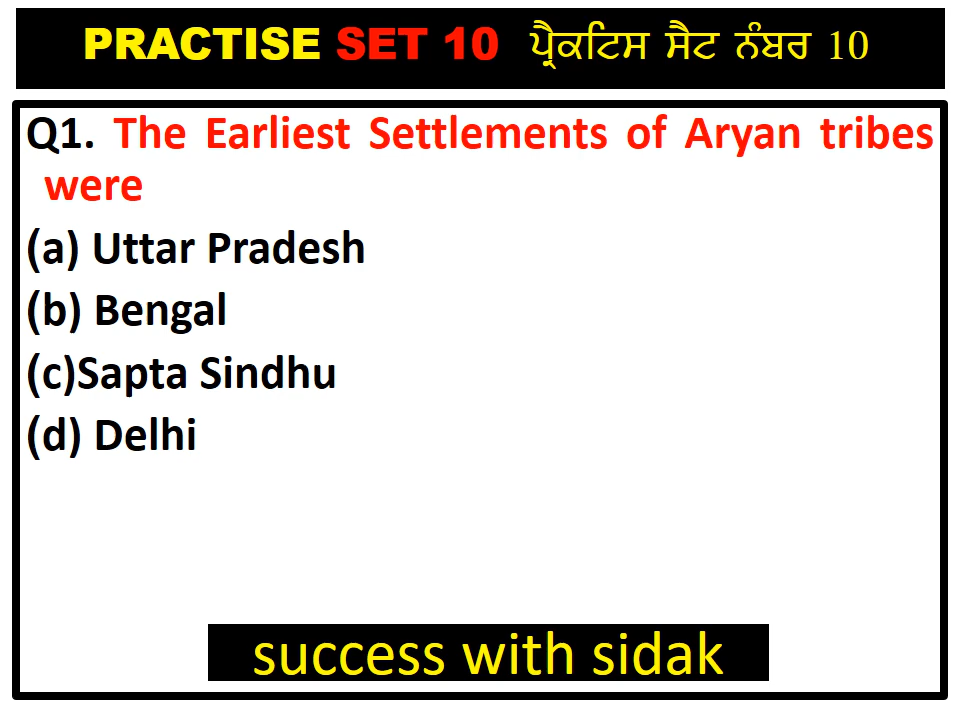 PRACTISE SET 10 ਪ੍ਰੈਕਟਿਸ ਸੈਟ ਨੰਬਰ 10
Q1. The Earliest Settlements of Aryan tribes
were
(a) Uttar Pradesh
(b) Bengal
(c)Sapta Sindhu
(d) Delhi
success with sidak